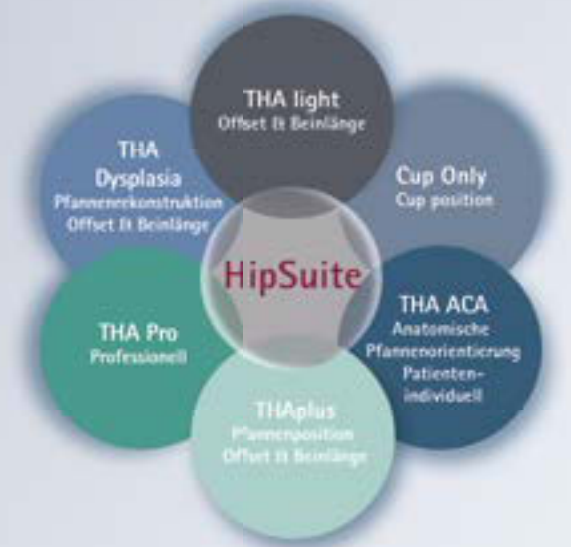 THA light
Offset & Beinlänge
Cup Only
Cup position
THA ACA
Anatomische
Pfannenorientierung
Patienten-
individuell
THAplus
Pfannenposition
Offset & Beinlänge
THA Pro
Professionell
THA
Dysplasia
Pfannenrekonstruktion
Offset & Beinlänge
HipSuite